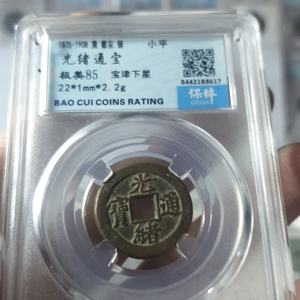 1875-1908 清 德宗 小平
光绪通宝
极美85 宝津下星
22*1mm*2.2g
8442188617
保粹
BAO CUI COINS RATING
光
寶 通
緒